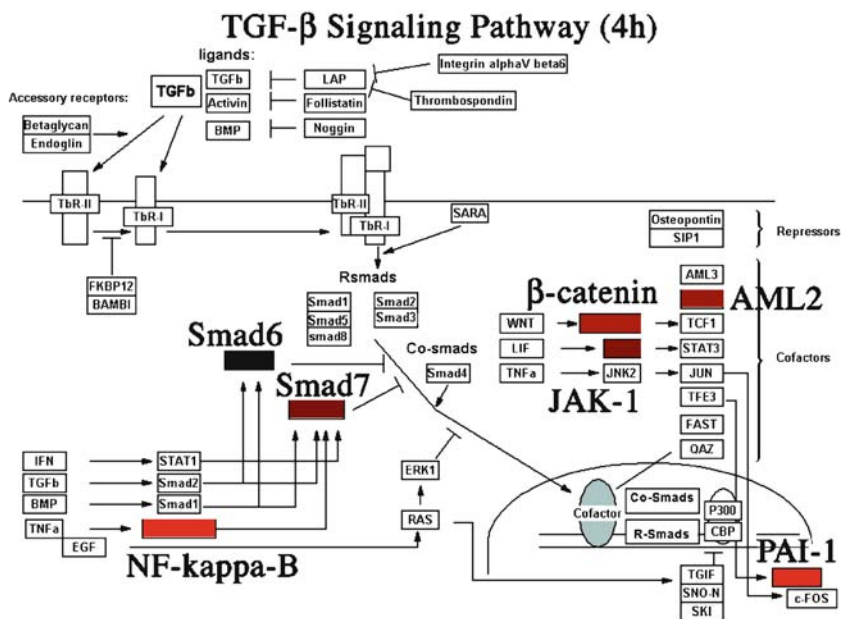 TGF-β Signaling Pathway (4h)
ligands:
TGFb
TGFb
LAP
Integrin alphaV beta6
Accessory receptors:
Activin
Follistatin
Thrombospondin
Betaglycan
Endoglin
BMP
Noggin
TbR-II
TbR-I
TbR-II
TbR-I
SARA
Osteopontin
SIP1
Repressors
FKBP12
BAMBI
Rsmads
Smad1
Smad5
smad8
Smad2
Smad3
AML3
β-catenin
AML2
WNT
TCF1
Smad6
Co-smads
LIF
STAT3
Cofactors
Smad7
Smad4
TNFa
JNK2
JUN
JAK-1
TFE3
FAST
QAZ
IFN
STAT1
TGFb
Smad2
BMP
Smad1
TNFa
EGF
NF-kappa-B
ERK1
RAS
Cofactor
Co-Smads
R-Smads
P300
CBP
PAI-1
TGIF
SNO-N
SKI
c-FOS